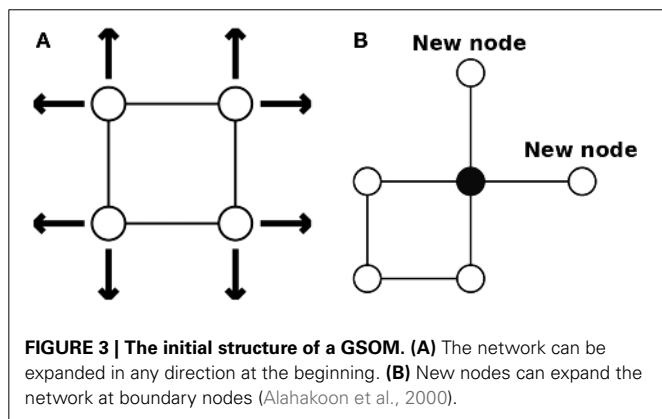 A
B
New node
New node
FIGURE 3 | The initial structure of a GSOM. (A) The network can be
expanded in any direction at the beginning. (B) New nodes can expand the
network at boundary nodes (Alahakoon et al., 2000).